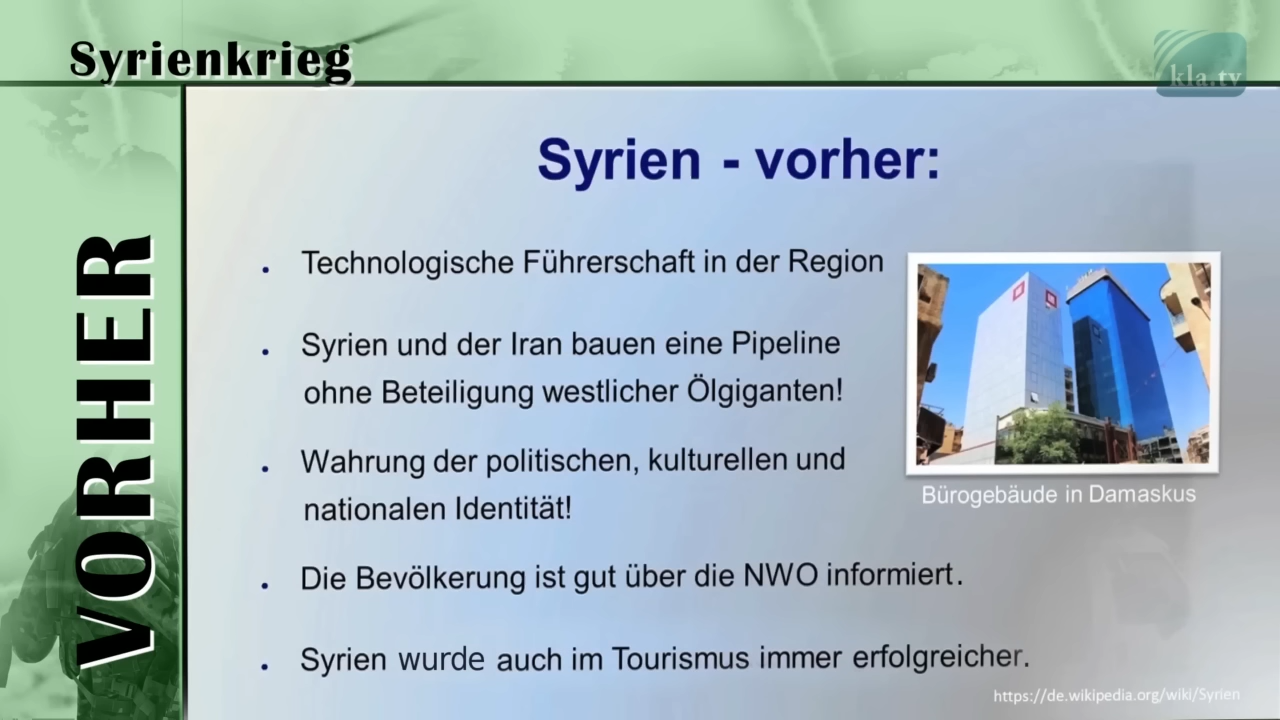 Syrienkrieg
kla.tv
VORHER
Syrien - vorher:
. Technologische Führerschaft in der Region
. Syrien und der Iran bauen eine Pipeline
ohne Beteiligung westlicher Ölgiganten!
. Wahrung der politischen, kulturellen und
nationalen Identität!
. Die Bevölkerung ist gut über die NWO informiert.
. Syrien wurde auch im Tourismus immer erfolgreicher.
Bürogebäude in Damaskus
https://de.wikipedia.org/wiki/Syrien